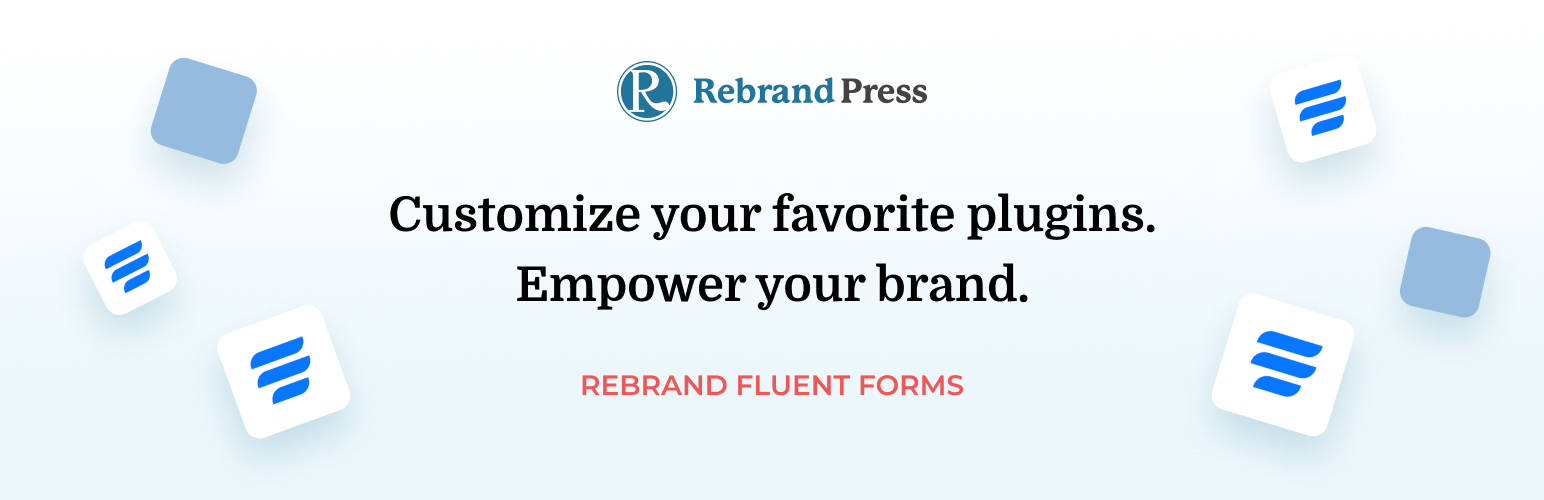 R Rebrand Press
Customize your favorite plugins.
Empower your brand.
REBRAND FLUENT FORMS